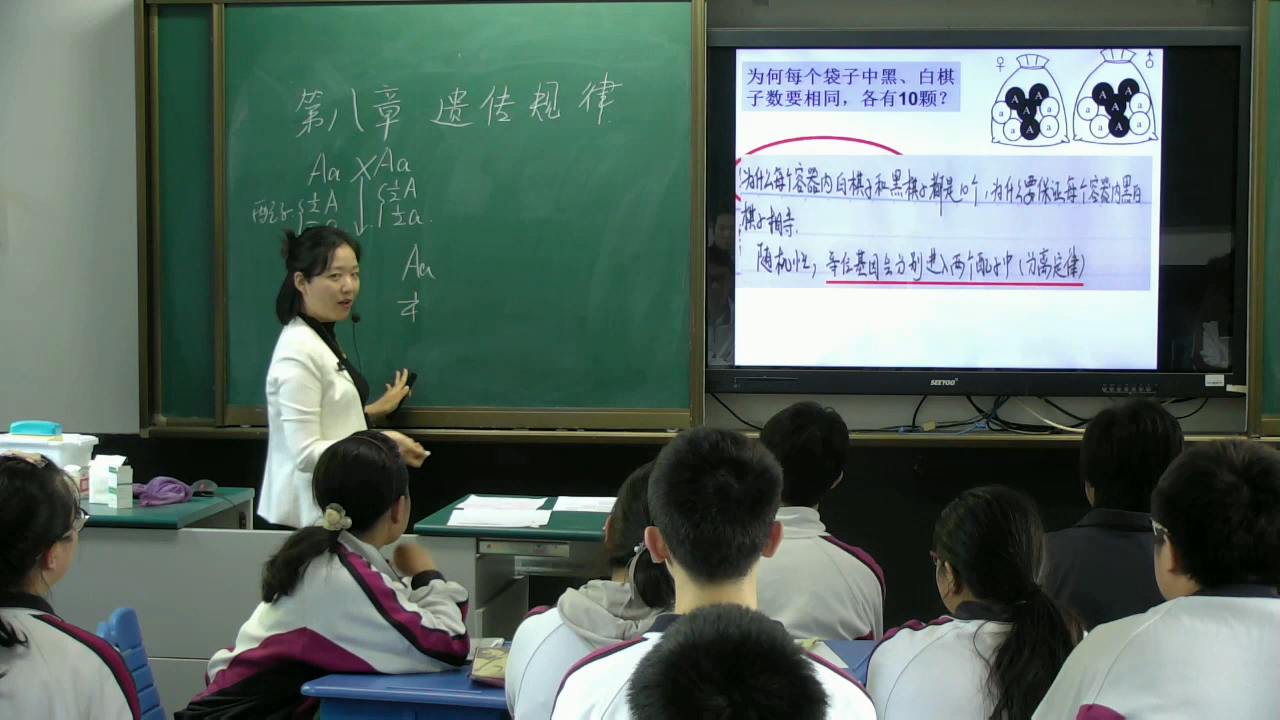 第八章 遗传规律
Aa × Aa
配子 { ½A { ½A
½a
Aa
为何每个袋子中黑、白棋
子数要相同，各有10颗？
♀ ♂
A A A A
a a a a
为什么每个容器内白棋子和黑棋子都是10个，为什么要保证每个容器内黑白
棋子相等.
随机性，等位基因会分别进入两个配子中（分离定律）
SEEYOO